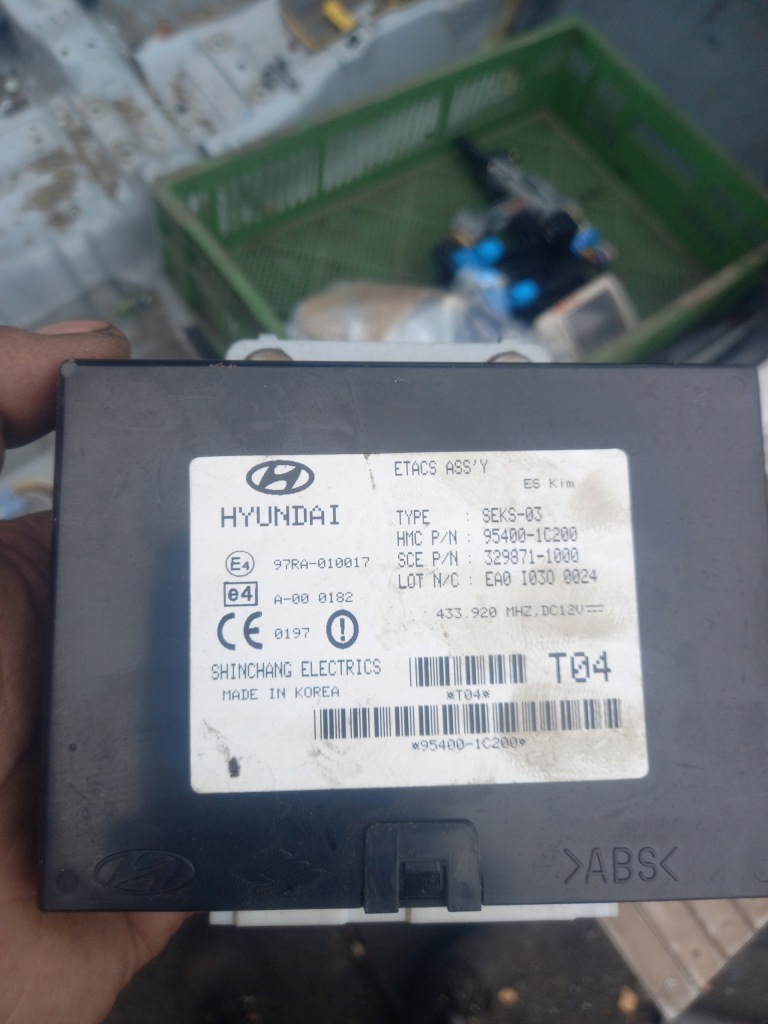 ETACS ASS'Y
ES Kim
HYUNDAI
TYPE : SEKS-03
HMC P/N : 95400-1C200
SCE P/N : 329871-1000
LOT N/C : EA0 I030 0024
E4 97RA-010017
e4 A-00 0182
433.920 MHZ,DC12V
CE 0197
SHINCHANG ELECTRICS
MADE IN KOREA
T04
*T04*
*95400-1C200*
>ABS<